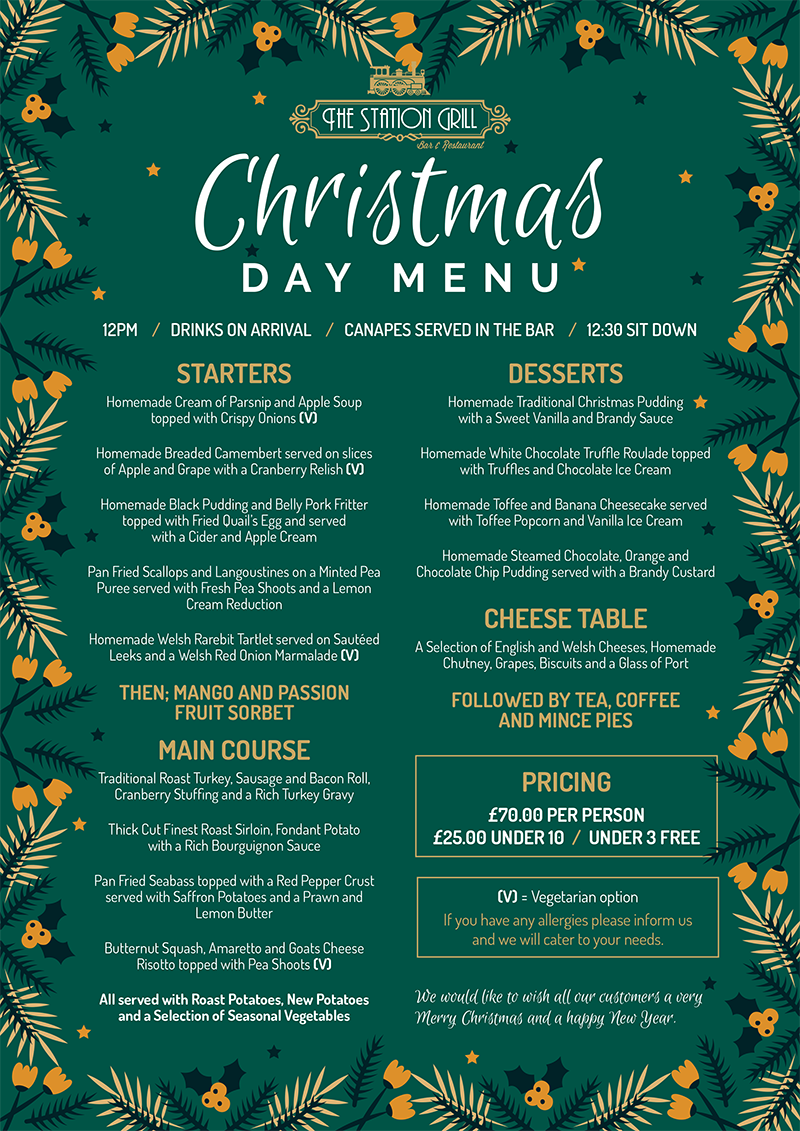 THE STATION GRILL
Bar & Restaurant
Christmas
DAY MENU
12PM / DRINKS ON ARRIVAL / CANAPES SERVED IN THE BAR / 12:30 SIT DOWN
STARTERS
Homemade Cream of Parsnip and Apple Soup
topped with Crispy Onions (V)
Homemade Breaded Camembert served on slices
of Apple and Grape with a Cranberry Relish (V)
Homemade Black Pudding and Belly Pork Fritter
topped with Fried Quail's Egg and served
with a Cider and Apple Cream
Pan Fried Scallops and Langoustines on a Minted Pea
Puree served with Fresh Pea Shoots and a Lemon
Cream Reduction
Homemade Welsh Rarebit Tartlet served on Sautéed
Leeks and a Welsh Red Onion Marmalade (V)
THEN; MANGO AND PASSION
FRUIT SORBET
MAIN COURSE
Traditional Roast Turkey, Sausage and Bacon Roll,
Cranberry Stuffing and a Rich Turkey Gravy
Thick Cut Finest Roast Sirloin, Fondant Potato
with a Rich Bourguignon Sauce
Pan Fried Seabass topped with a Red Pepper Crust
served with Saffron Potatoes and a Prawn and
Lemon Butter
Butternut Squash, Amaretto and Goats Cheese
Risotto topped with Pea Shoots (V)
All served with Roast Potatoes, New Potatoes
and a Selection of Seasonal Vegetables
DESSERTS
Homemade Traditional Christmas Pudding
with a Sweet Vanilla and Brandy Sauce
Homemade White Chocolate Truffle Roulade topped
with Truffles and Chocolate Ice Cream
Homemade Toffee and Banana Cheesecake served
with Toffee Popcorn and Vanilla Ice Cream
Homemade Steamed Chocolate, Orange and
Chocolate Chip Pudding served with a Brandy Custard
CHEESE TABLE
A Selection of English and Welsh Cheeses, Homemade
Chutney, Grapes, Biscuits and a Glass of Port
FOLLOWED BY TEA, COFFEE
AND MINCE PIES
PRICING
£70.00 PER PERSON
£25.00 UNDER 10 / UNDER 3 FREE
(V) = Vegetarian option
If you have any allergies please inform us
and we will cater to your needs.
We would like to wish all our customers a very
Merry Christmas and a happy New Year.